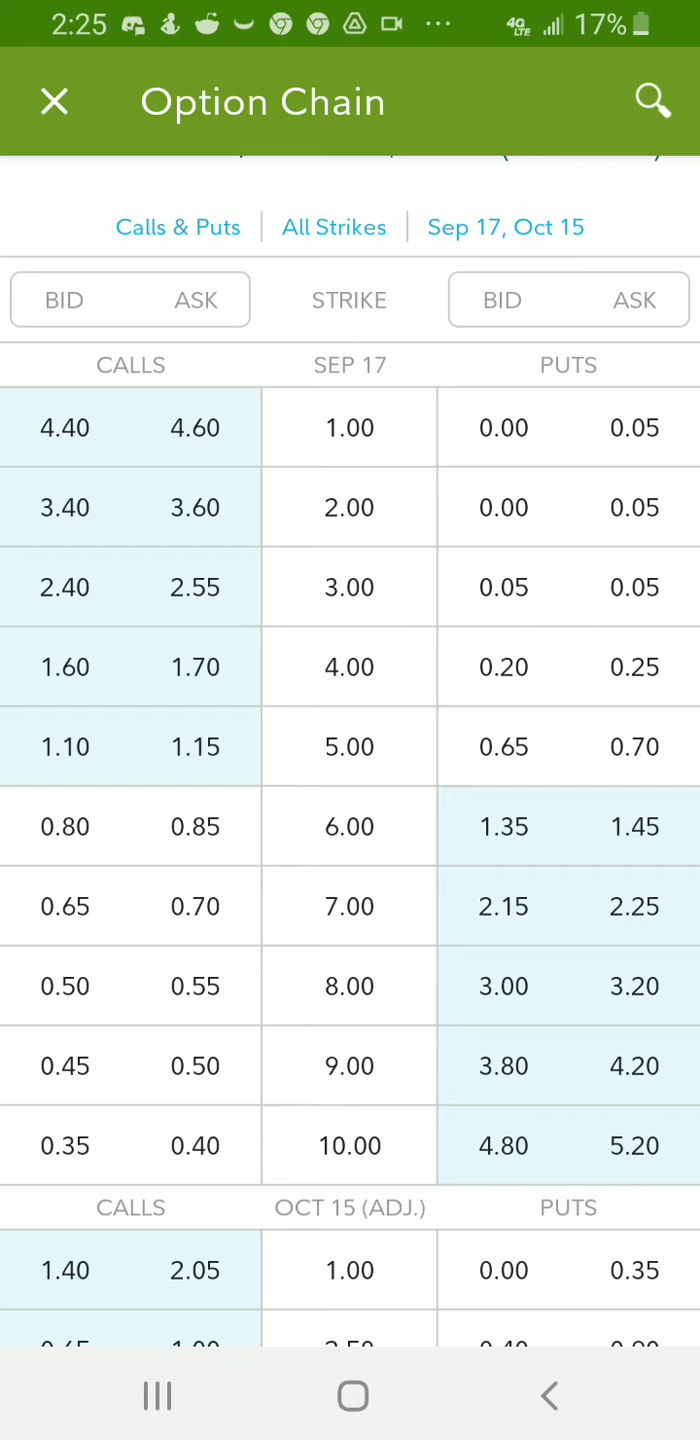 2:25 4G LTE 17%
Option Chain
Calls & Puts All Strikes Sep 17, Oct 15
BID ASK STRIKE BID ASK
CALLS SEP 17 PUTS
4.40 4.60 1.00 0.00 0.05
3.40 3.60 2.00 0.00 0.05
2.40 2.55 3.00 0.05 0.05
1.60 1.70 4.00 0.20 0.25
1.10 1.15 5.00 0.65 0.70
0.80 0.85 6.00 1.35 1.45
0.65 0.70 7.00 2.15 2.25
0.50 0.55 8.00 3.00 3.20
0.45 0.50 9.00 3.80 4.20
0.35 0.40 10.00 4.80 5.20
CALLS OCT 15 (ADJ.) PUTS
1.40 2.05 1.00 0.00 0.35